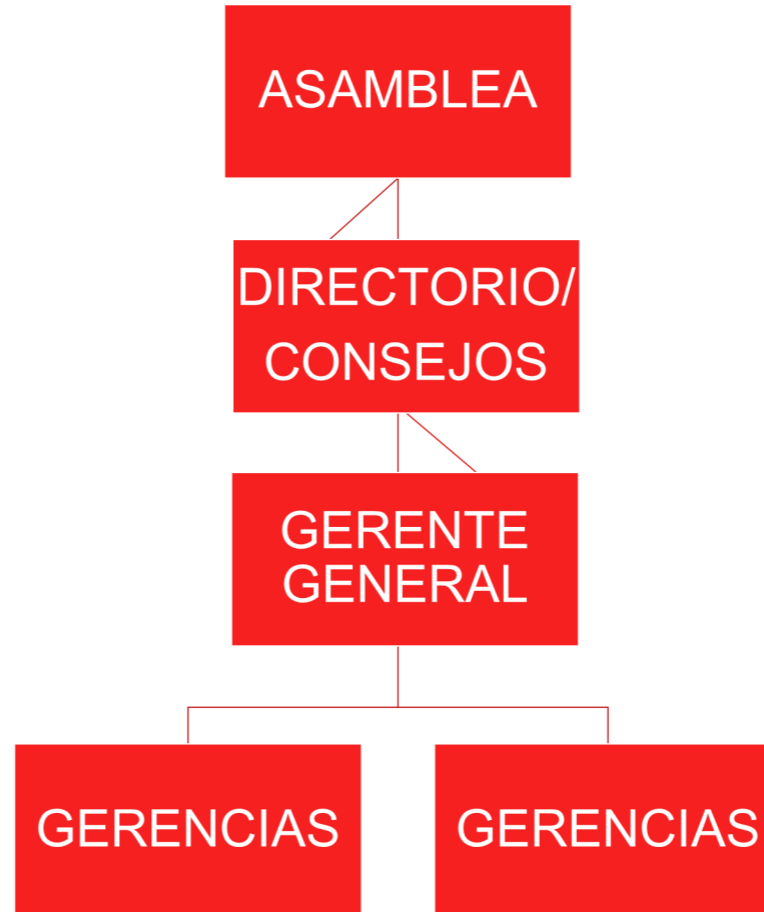 ASAMBLEA
DIRECTORIO/
CONSEJOS
GERENTE
GENERAL
GERENCIAS
GERENCIAS